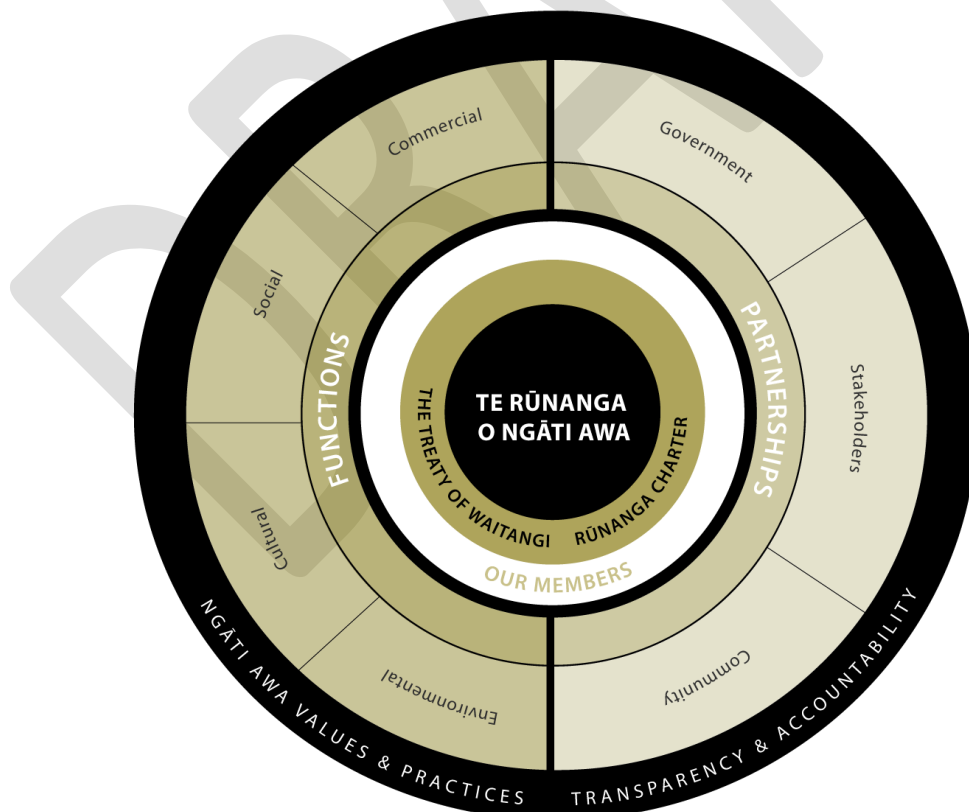 DRAFT
Commercial
Government
Social
Stakeholders
Cultural
Community
Environmental
FUNCTIONS
PARTNERSHIPS
TE RŪNANGA
O NGĀTI AWA
THE TREATY OF WAITANGI
RŪNANGA CHARTER
OUR MEMBERS
NGĀTI AWA VALUES & PRACTICES
TRANSPARENCY & ACCOUNTABILITY